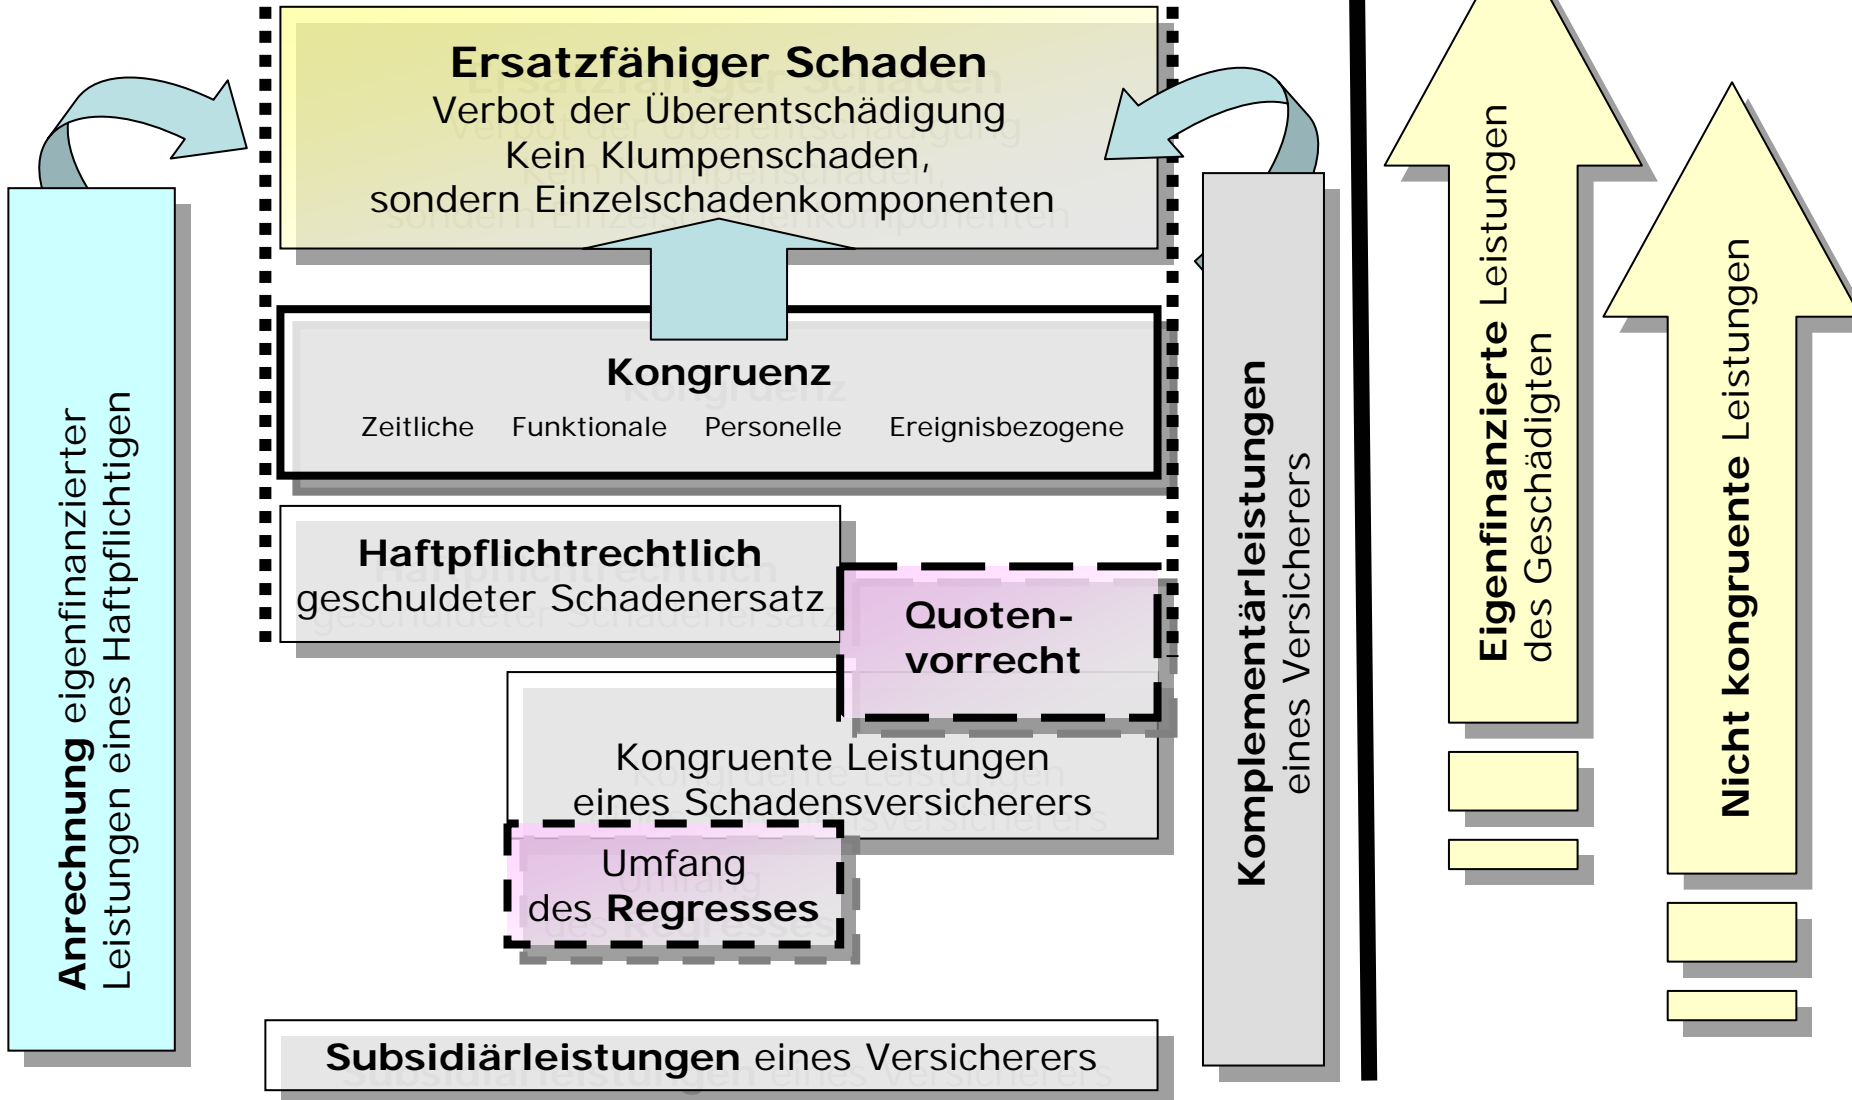 Ersatzfähiger Schaden
Verbot der Überentschädigung
Kein Klumpenschaden,
sondern Einzelschadenkomponenten
Kongruenz
Zeitliche Funktionale Personelle Ereignisbezogene
Haftpflichtrechtlich
geschuldeter Schadenersatz
Quoten-
vorrecht
Kongruente Leistungen
eines Schadensversicherers
Umfang
des Regresses
Subsidiärleistungen eines Versicherers
Anrechnung eigenfinanzierter
Leistungen eines Haftpflichtigen
Komplementärleistungen
eines Versicherers
Eigenfinanzierte Leistungen
des Geschädigten
Nicht kongruente Leistungen